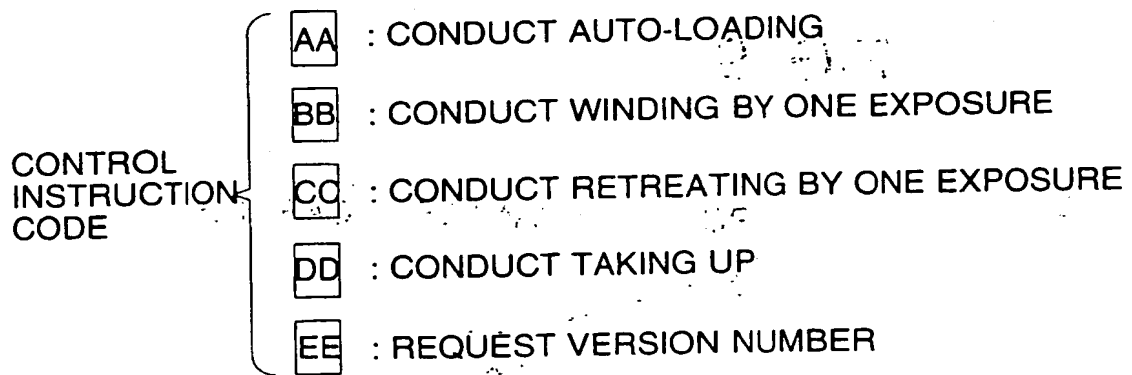 AA : CONDUCT AUTO-LOADING
BB : CONDUCT WINDING BY ONE EXPOSURE
CONTROL
INSTRUCTION
CODE
CC : CONDUCT RETREATING BY ONE EXPOSURE
DD : CONDUCT TAKING UP
EE : REQUEST VERSION NUMBER